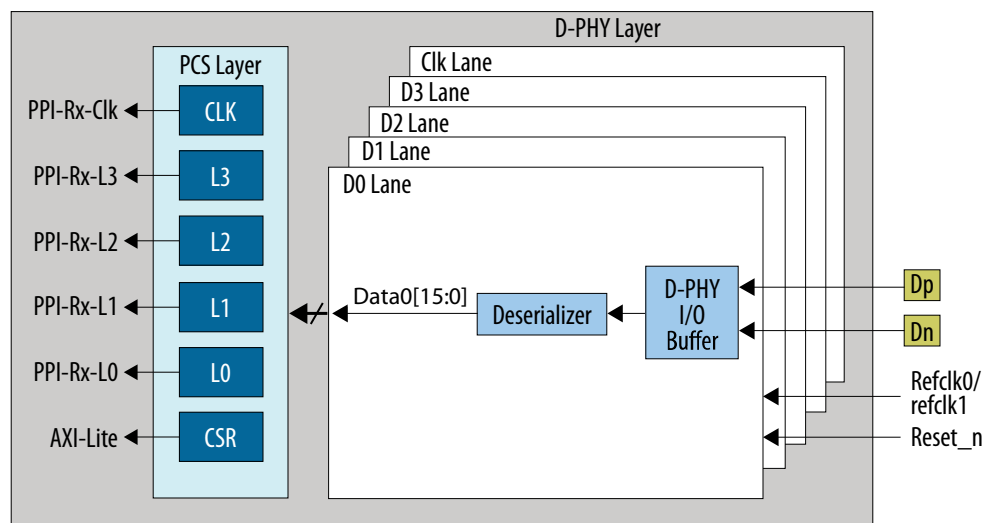 D-PHY Layer
PCS Layer
Clk Lane
D3 Lane
D2 Lane
D1 Lane
D0 Lane
PPI-Rx-Clk
CLK
PPI-Rx-L3
L3
PPI-Rx-L2
L2
PPI-Rx-L1
L1
PPI-Rx-L0
L0
AXI-Lite
CSR
Data0[15:0]
Deserializer
D-PHY
I/O
Buffer
Dp
Dn
Refclk0/
refclk1
Reset_n